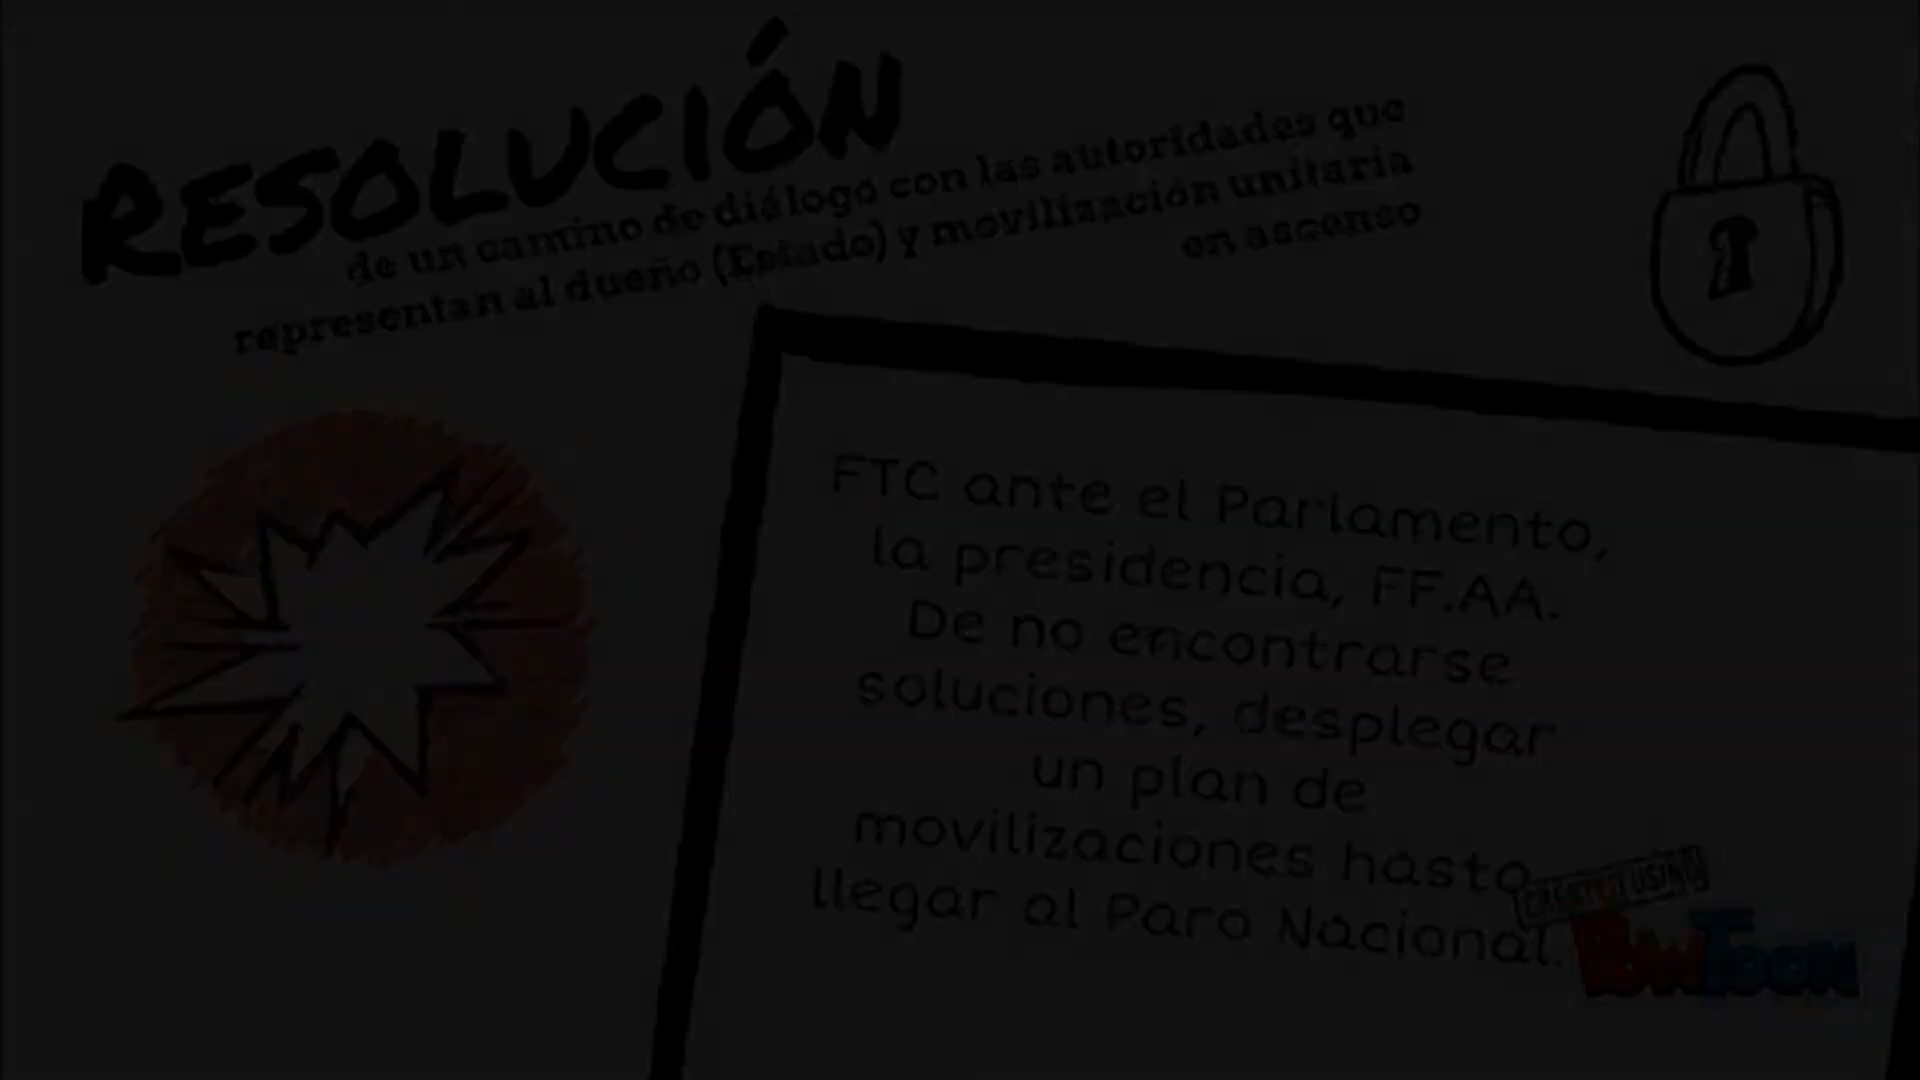 RESOLUCIÓN
de un camino de diálogo con las autoridades que
representan al dueño (Estado) y movilización unitaria
en ascenso
FTC ante el Parlamento,
la presidencia, FF.AA.
De no encontrarse
soluciones, desplegar
un plan de
movilizaciones hasta
llegar al Paro Nacional.
CREATED USING
PowToon